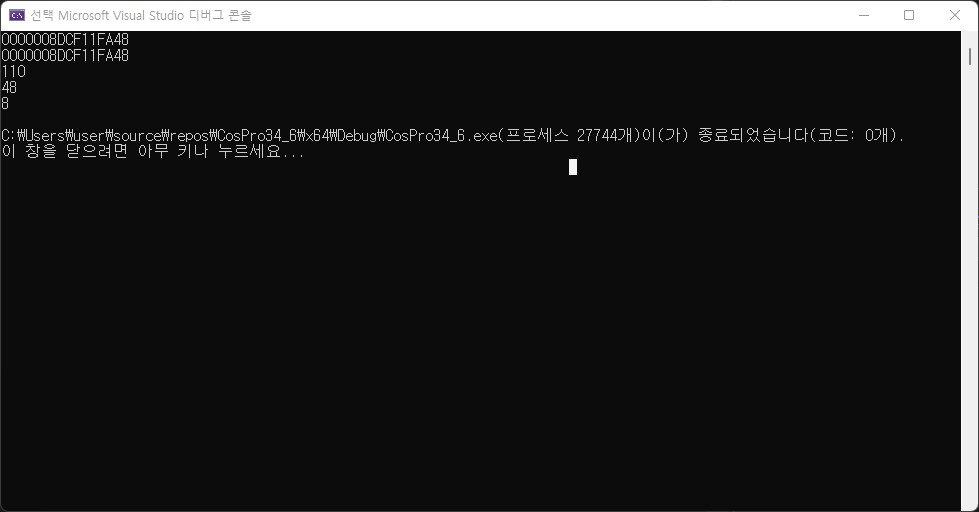 선택 Microsoft Visual Studio 디버그 콘솔
0000008DCF11FA48
0000008DCF11FA48
110
48
8
C:\Users\user\source\repos\CosPro34_6\x64\Debug\CosPro34_6.exe(프로세스 27744개)이(가) 종료되었습니다(코드: 0개).
이 창을 닫으려면 아무 키나 누르세요...